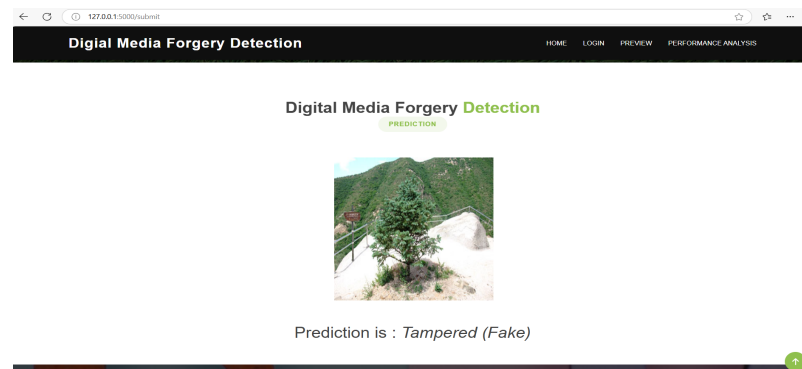 127.0.0.1:5000/submit
Digial Media Forgery Detection
HOME LOGIN PREVIEW PERFORMANCE ANALYSIS
Digital Media Forgery Detection
PREDICTION
Prediction is : Tampered (Fake)